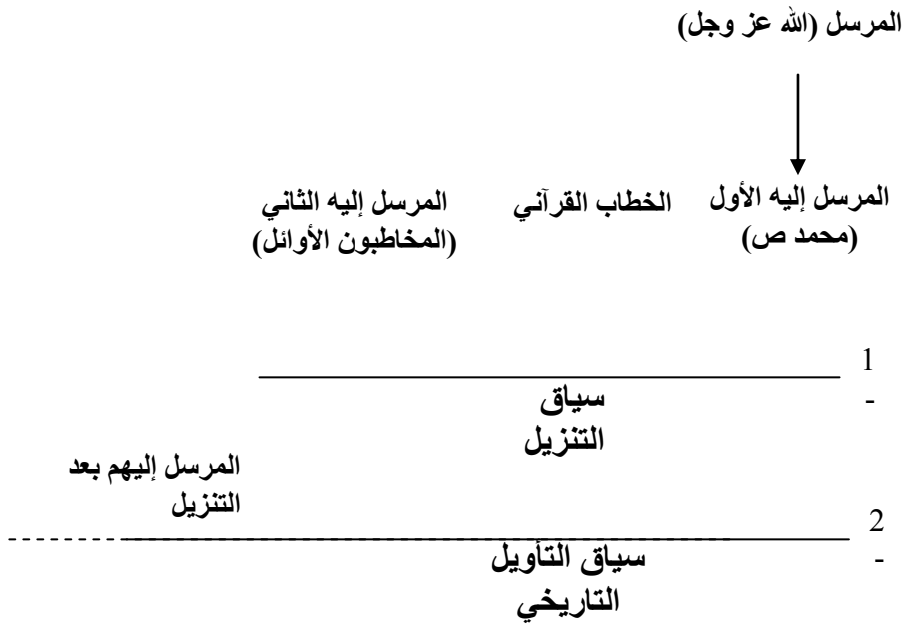 المرسل (الله عز وجل)
المرسل إليه الأول
(محمد ص)
الخطاب القرآني
المرسل إليه الثاني
(المخاطبون الأوائل)
1
-
سياق
التنزيل
المرسل إليهم بعد
التنزيل
2
-
سياق التأويل
التاريخي